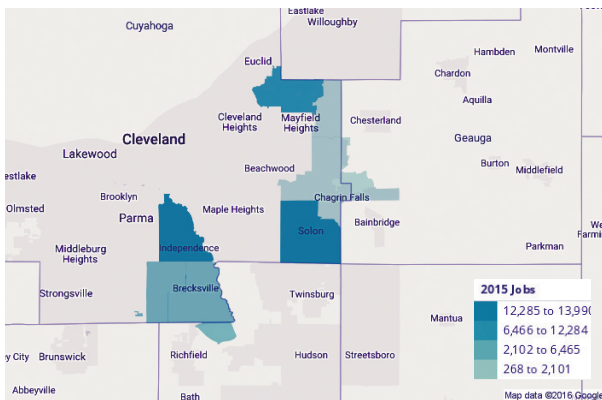 Eastlake
Willoughby
Cuyahoga
Hambden
Montville
Euclid
Chardon
Aquilla
Cleveland
Heights
Mayfield
Heights
Chesterland
Cleveland
Geauga
Lakewood
Beachwood
Burton
Middlefield
estlake
Brooklyn
Chagrin Falls
Olmsted
Parma
Maple Heights
Bainbridge
We
Farmin
Solon
Independence
Middleburg
Heights
Parkman
Strongsville
Brecksville
Twinsburg
2015 Jobs
12,285 to 13,990
6,466 to 12,284
2,102 to 6,465
268 to 2,101
Mantua
ey City
Brunswick
Richfield
Hudson
Streetsboro
Abbeyville
Bath
Map data ©2016 Google